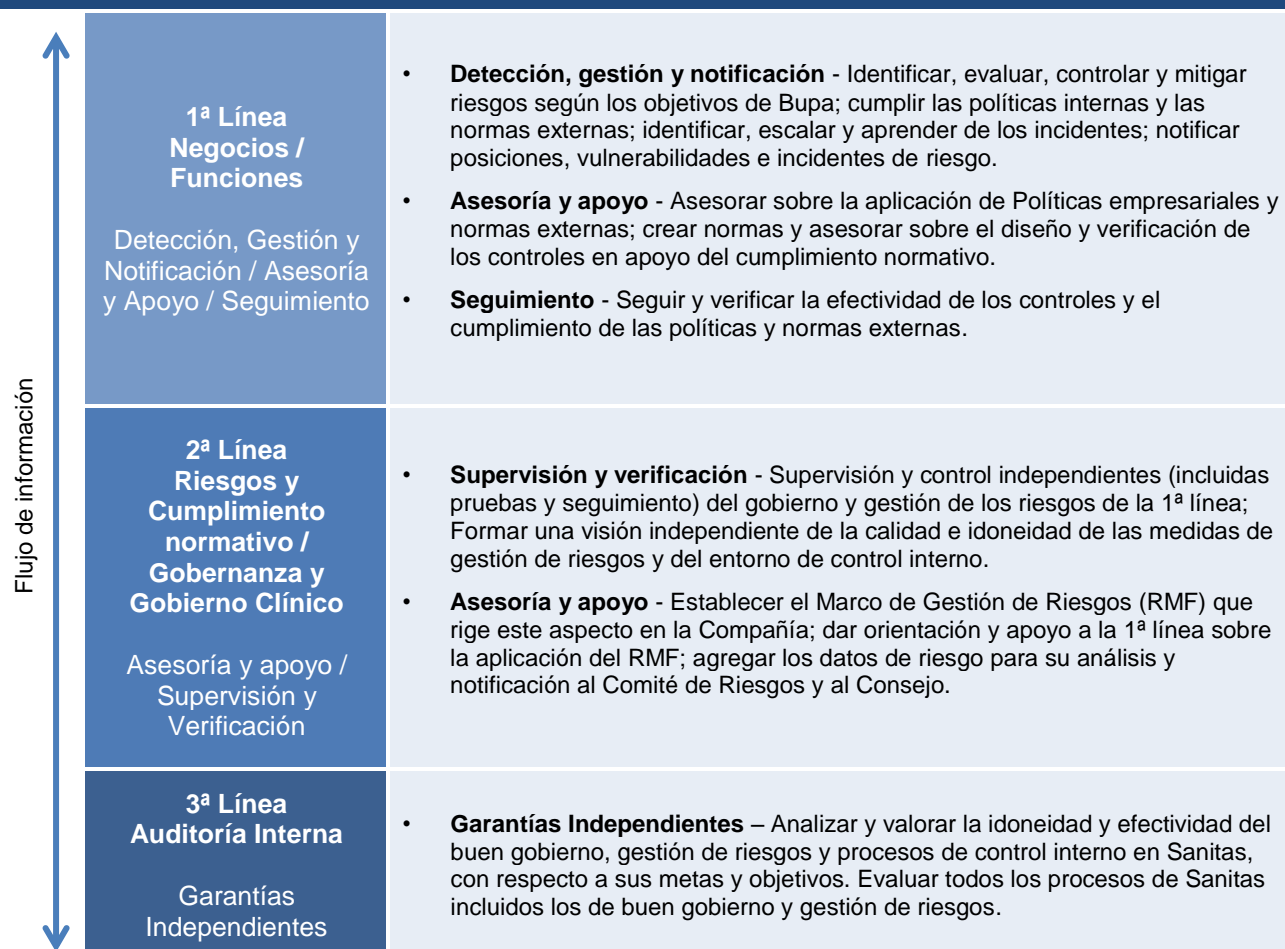 Flujo de información
1ª Línea
Negocios /
Funciones
Detección, Gestión y
Notificación / Asesoría
y Apoyo / Seguimiento
• Detección, gestión y notificación - Identificar, evaluar, controlar y mitigar
riesgos según los objetivos de Bupa; cumplir las políticas internas y las
normas externas; identificar, escalar y aprender de los incidentes; notificar
posiciones, vulnerabilidades e incidentes de riesgo.
• Asesoría y apoyo - Asesorar sobre la aplicación de Políticas empresariales y
normas externas; crear normas y asesorar sobre el diseño y verificación de
los controles en apoyo del cumplimiento normativo.
• Seguimiento - Seguir y verificar la efectividad de los controles y el
cumplimiento de las políticas y normas externas.
2ª Línea
Riesgos y
Cumplimiento
normativo /
Gobernanza y
Gobierno Clínico
Asesoría y apoyo /
Supervisión y
Verificación
• Supervisión y verificación - Supervisión y control independientes (incluidas
pruebas y seguimiento) del gobierno y gestión de los riesgos de la 1ª línea;
Formar una visión independiente de la calidad e idoneidad de las medidas de
gestión de riesgos y del entorno de control interno.
• Asesoría y apoyo - Establecer el Marco de Gestión de Riesgos (RMF) que
rige este aspecto en la Compañía; dar orientación y apoyo a la 1ª línea sobre
la aplicación del RMF; agregar los datos de riesgo para su análisis y
notificación al Comité de Riesgos y al Consejo.
3ª Línea
Auditoría Interna
Garantías
Independientes
• Garantías Independientes – Analizar y valorar la idoneidad y efectividad del
buen gobierno, gestión de riesgos y procesos de control interno en Sanitas,
con respecto a sus metas y objetivos. Evaluar todos los procesos de Sanitas
incluidos los de buen gobierno y gestión de riesgos.